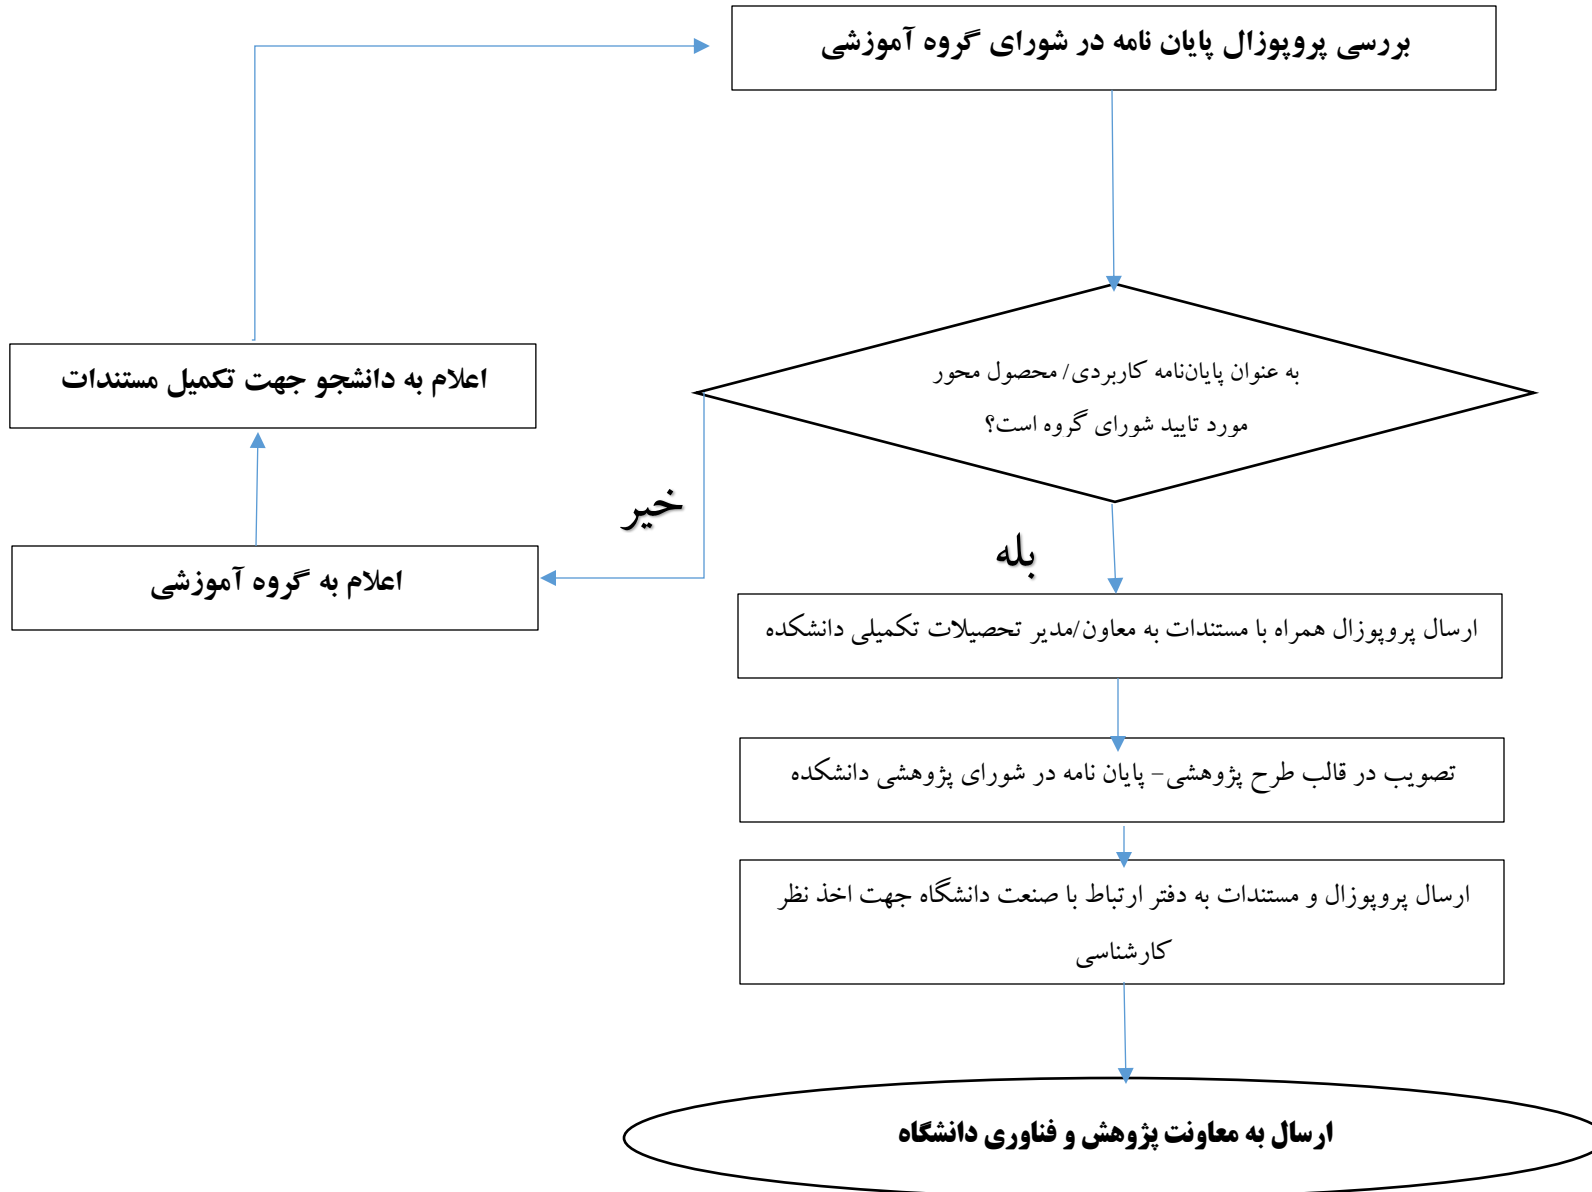 بررسی پروپوزال پایان نامه در شورای گروه آموزشی
به عنوان پایان‌نامه کاربردی/ محصول محور
مورد تایید شورای گروه است؟
خیر
اعلام به گروه آموزشی
اعلام به دانشجو جهت تکمیل مستندات
بله
ارسال پروپوزال همراه با مستندات به معاون/مدیر تحصیلات تکمیلی دانشکده
تصویب در قالب طرح پژوهشی- پایان نامه در شورای پژوهشی دانشکده
ارسال پروپوزال و مستندات به دفتر ارتباط با صنعت دانشگاه جهت اخذ نظر
کارشناسی
ارسال به معاونت پژوهش و فناوری دانشگاه